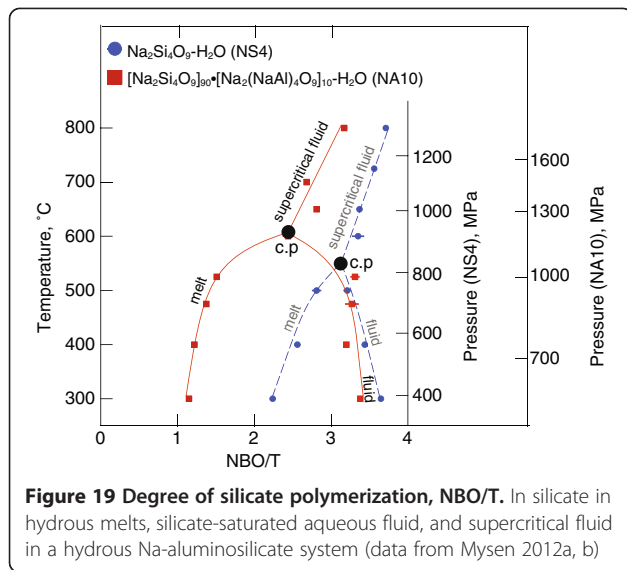 Na₂Si₄O₉-H₂O (NS4)
[Na₂Si₄O₉]₉₀•[Na₂(NaAl)₄O₉]₁₀-H₂O (NA10)
Temperature, ˚C
800
700
600
500
400
300
0
1
2
3
4
NBO/T
supercritical fluid
supercritical fluid
c.p
c.p
melt
melt
fluid
fluid
1200
1000
800
600
400
Pressure (NS4), MPa
1600
1300
1000
700
Pressure (NA10), MPa
Figure 19 Degree of silicate polymerization, NBO/T. In silicate in
hydrous melts, silicate-saturated aqueous fluid, and supercritical fluid
in a hydrous Na-aluminosilicate system (data from Mysen 2012a, b)